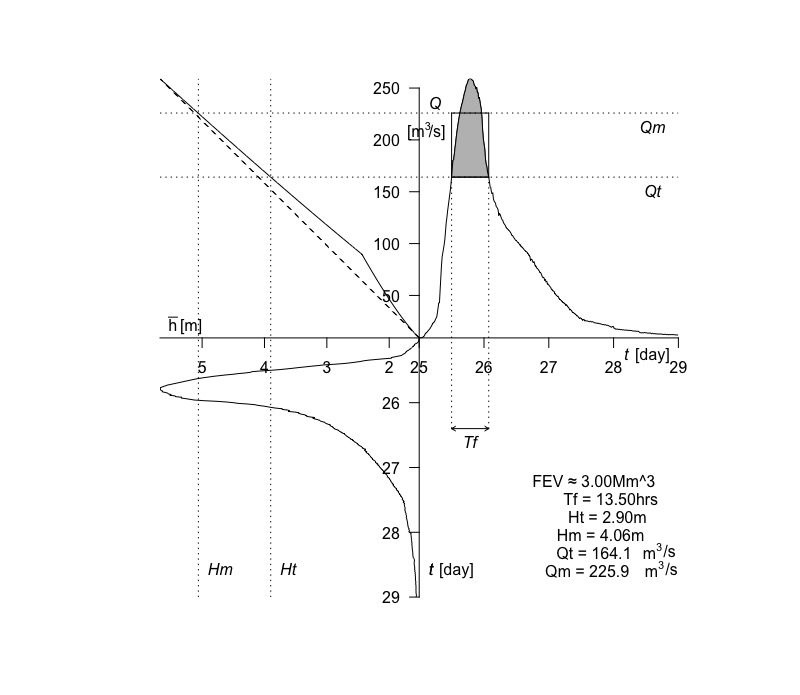 250
Q
[m³/s]
Qm
200
Qt
150
100
50
h̅ [m]
5
4
3
2
25
26
27
28
29
t [day]
26
Tf
27
28
29
Hm
Ht
t [day]
FEV ≈ 3.00Mm^3
Tf = 13.50hrs
Ht = 2.90m
Hm = 4.06m
Qt = 164.1 m³/s
Qm = 225.9 m³/s